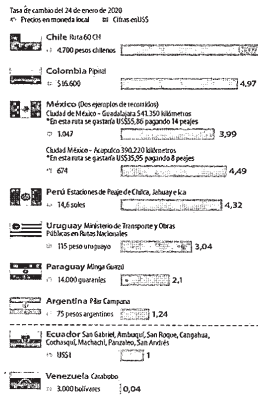 Tasa de cambio del 24 de enero de 2020
Precios en moneda local Cifras en US$
Chile Ruta 60 CH
4.700 pesos chilenos
Colombia Pipiral
$16.600 4,97
México (Dos ejemplos de recorridos)
Ciudad de México - Guadalajara 541.350 kilómetros
*En esta ruta se gastaría US$55,86 pagando 14 peajes
1.047 3,99
Ciudad México - Acapulco 390.220 kilómetros
*En esta ruta se gastaría US$35,95 pagando 8 peajes
674 4,49
Perú Estaciones de Peaje de Chilca, Jahuay e Ica
14,6 soles 4,32
Uruguay Ministerio de Transporte y Obras
Públicas en Rutas Nacionales
115 peso uruguayo 3,04
Paraguay Minga Guazú
14.000 guaraníes 2,1
Argentina Pilar Campana
75 pesos argentinos 1,24
Ecuador San Gabriel, Ambuquí, San Roque, Cangahua,
Cochasquí, Machachi, Panzaleo, San Andrés
US$1 1
Venezuela Carabobo
3.000 bolívares 0,04